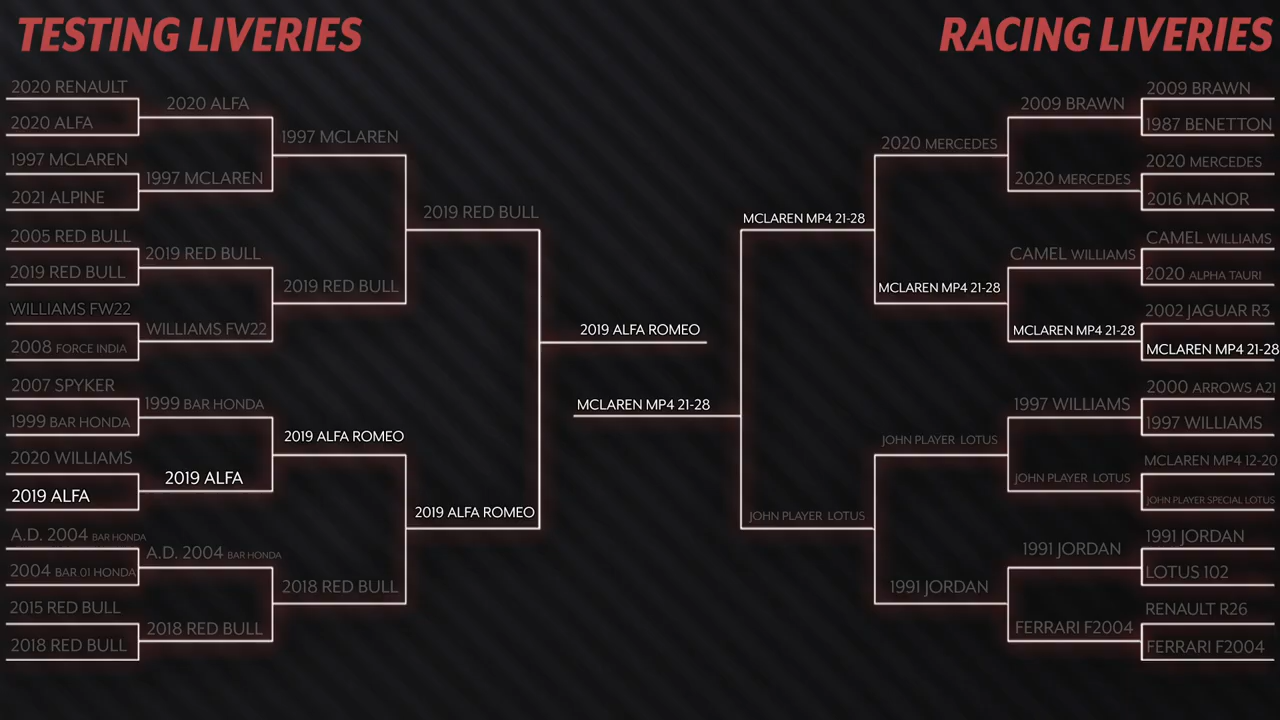 TESTING LIVERIES
RACING LIVERIES
2020 RENAULT
2020 ALFA
1997 MCLAREN
2021 ALPINE
2005 RED BULL
2019 RED BULL
WILLIAMS FW22
2008 FORCE INDIA
2007 SPYKER
1999 BAR HONDA
2020 WILLIAMS
2019 ALFA
A.D. 2004 BAR HONDA
2004 BAR 01 HONDA
2015 RED BULL
2018 RED BULL
2020 ALFA
1997 MCLAREN
2019 RED BULL
WILLIAMS FW22
1999 BAR HONDA
2019 ALFA
A.D. 2004 BAR HONDA
2018 RED BULL
1997 MCLAREN
2019 RED BULL
2019 ALFA ROMEO
2018 RED BULL
2019 RED BULL
2019 ALFA ROMEO
2019 ALFA ROMEO
MCLAREN MP4 21-28
MCLAREN MP4 21-28
JOHN PLAYER LOTUS
2020 MERCEDES
MCLAREN MP4 21-28
JOHN PLAYER LOTUS
1991 JORDAN
2009 BRAWN
2020 MERCEDES
CAMEL WILLIAMS
MCLAREN MP4 21-28
1997 WILLIAMS
JOHN PLAYER LOTUS
1991 JORDAN
FERRARI F2004
2009 BRAWN
1987 BENETTON
2020 MERCEDES
2016 MANOR
CAMEL WILLIAMS
2020 ALPHA TAURI
2002 JAGUAR R3
MCLAREN MP4 21-28
2000 ARROWS A21
1997 WILLIAMS
MCLAREN MP4 12-20
JOHN PLAYER SPECIAL LOTUS
1991 JORDAN
LOTUS 102
RENAULT R26
FERRARI F2004